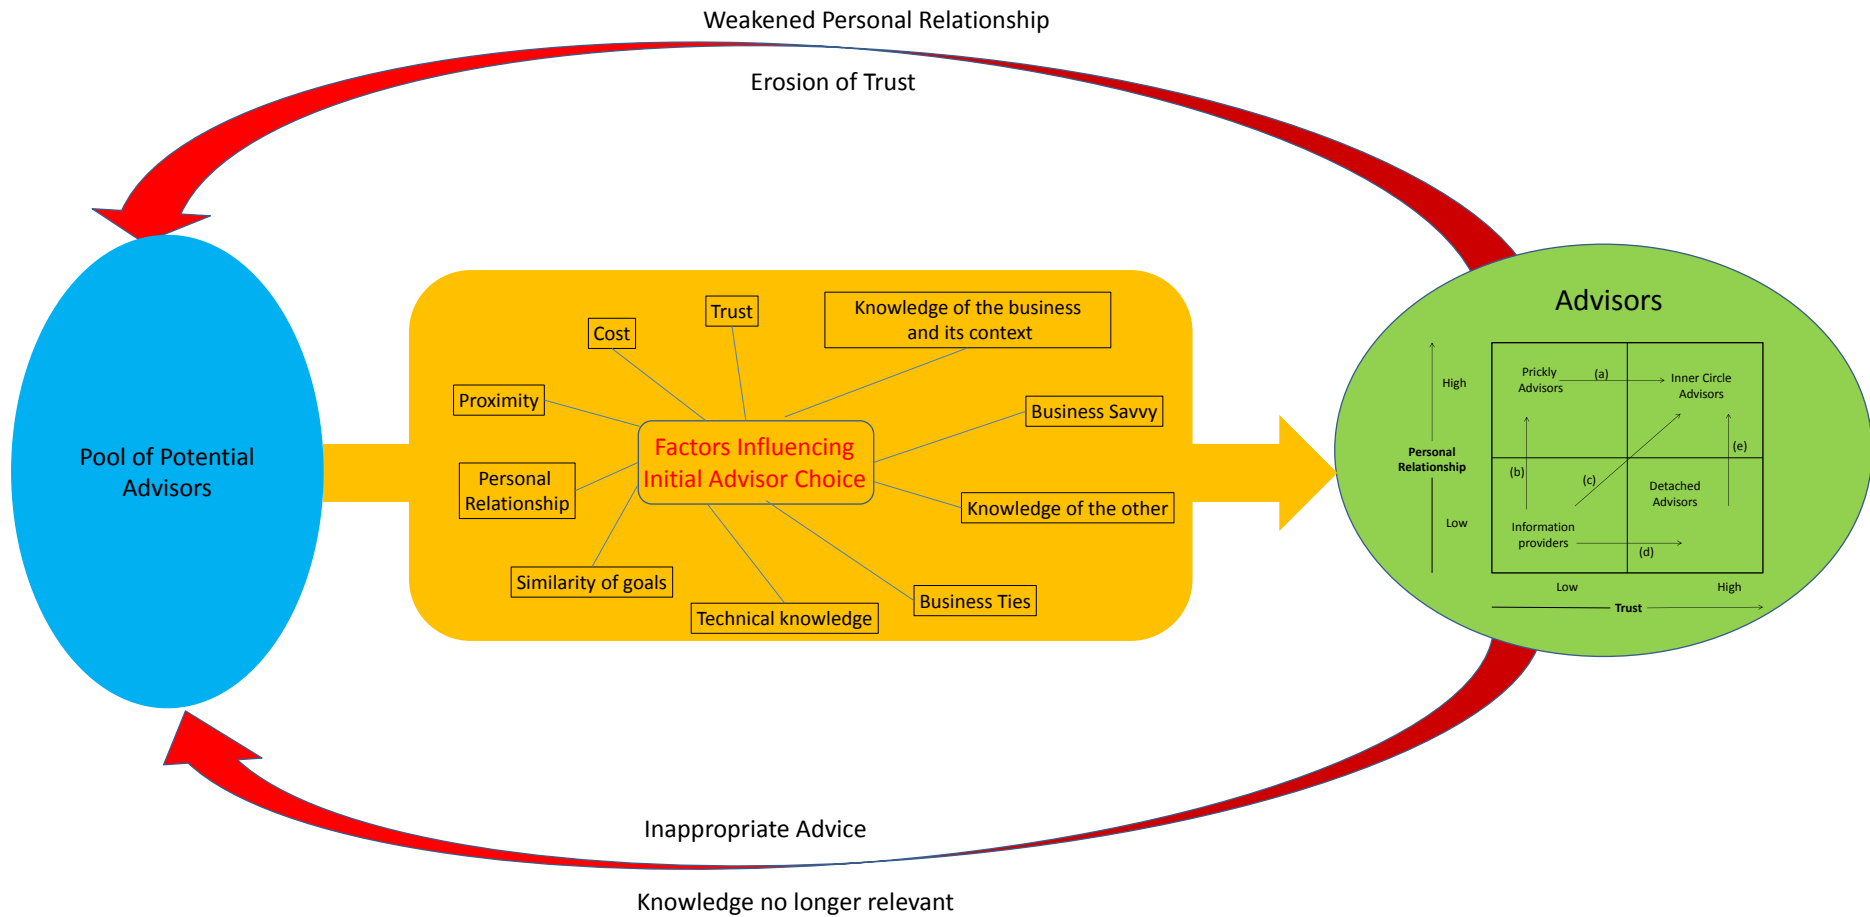 Weakened Personal Relationship
Erosion of Trust
Pool of Potential
Advisors
Trust
Cost
Knowledge of the business
and its context
Proximity
Business Savvy
Factors Influencing
Initial Advisor Choice
Personal
Relationship
Knowledge of the other
Similarity of goals
Technical knowledge
Business Ties
Advisors
High
Personal
Relationship
Low
Prickly
Advisors
(a)
Inner Circle
Advisors
(b)
(c)
(e)
Detached
Advisors
Information
providers
(d)
Low
High
Trust
Inappropriate Advice
Knowledge no longer relevant